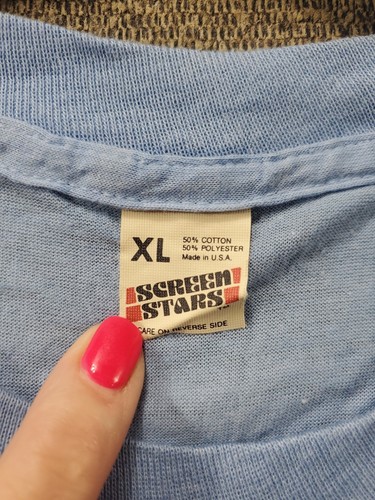 XL
50% COTTON
50% POLYESTER
Made in U.S.A.
SCREEN
STARS
CARE ON REVERSE SIDE